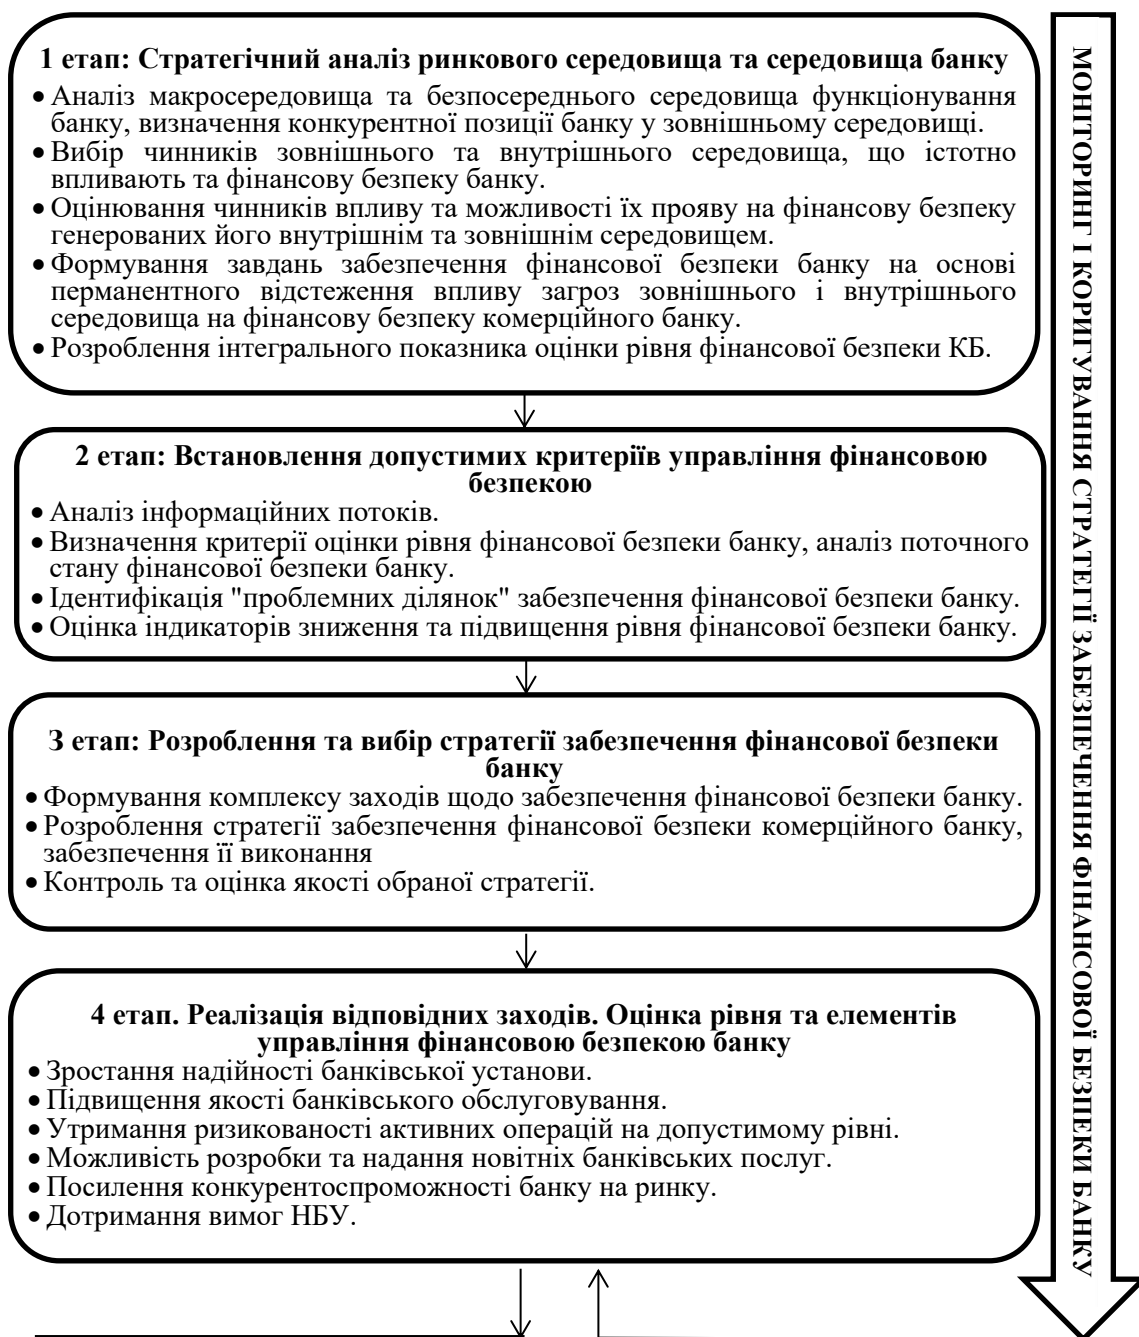 1 етап: Стратегічний аналіз ринкового середовища та середовища банку
• Аналіз макросередовища та безпосереднього середовища функціонування
банку, визначення конкурентної позиції банку у зовнішньому середовищі.
• Вибір чинників зовнішнього та внутрішнього середовища, що істотно
впливають та фінансову безпеку банку.
• Оцінювання чинників впливу та можливості їх прояву на фінансову безпеку
генерованих його внутрішнім та зовнішнім середовищем.
• Формування завдань забезпечення фінансової безпеки банку на основі
перманентного відстеження впливу загроз зовнішнього і внутрішнього
середовища на фінансову безпеку комерційного банку.
• Розроблення інтегрального показника оцінки рівня фінансової безпеки КБ.
2 етап: Встановлення допустимих критеріїв управління фінансовою
безпекою
• Аналіз інформаційних потоків.
• Визначення критерії оцінки рівня фінансової безпеки банку, аналіз поточного
стану фінансової безпеки банку.
• Ідентифікація "проблемних ділянок" забезпечення фінансової безпеки банку.
• Оцінка індикаторів зниження та підвищення рівня фінансової безпеки банку.
3 етап: Розроблення та вибір стратегії забезпечення фінансової безпеки
банку
• Формування комплексу заходів щодо забезпечення фінансової безпеки банку.
• Розроблення стратегії забезпечення фінансової безпеки комерційного банку,
забезпечення її виконання
• Контроль та оцінка якості обраної стратегії.
4 етап. Реалізація відповідних заходів. Оцінка рівня та елементів
управління фінансовою безпекою банку
• Зростання надійності банківської установи.
• Підвищення якості банківського обслуговування.
• Утримання ризикованості активних операцій на допустимому рівні.
• Можливість розробки та надання новітніх банківських послуг.
• Посилення конкурентоспроможності банку на ринку.
• Дотримання вимог НБУ.
МОНІТОРИНГ І КОРИГУВАННЯ СТРАТЕГІЇ ЗАБЕЗПЕЧЕННЯ ФІНАНСОВОЇ БЕЗПЕКИ БАНКУ